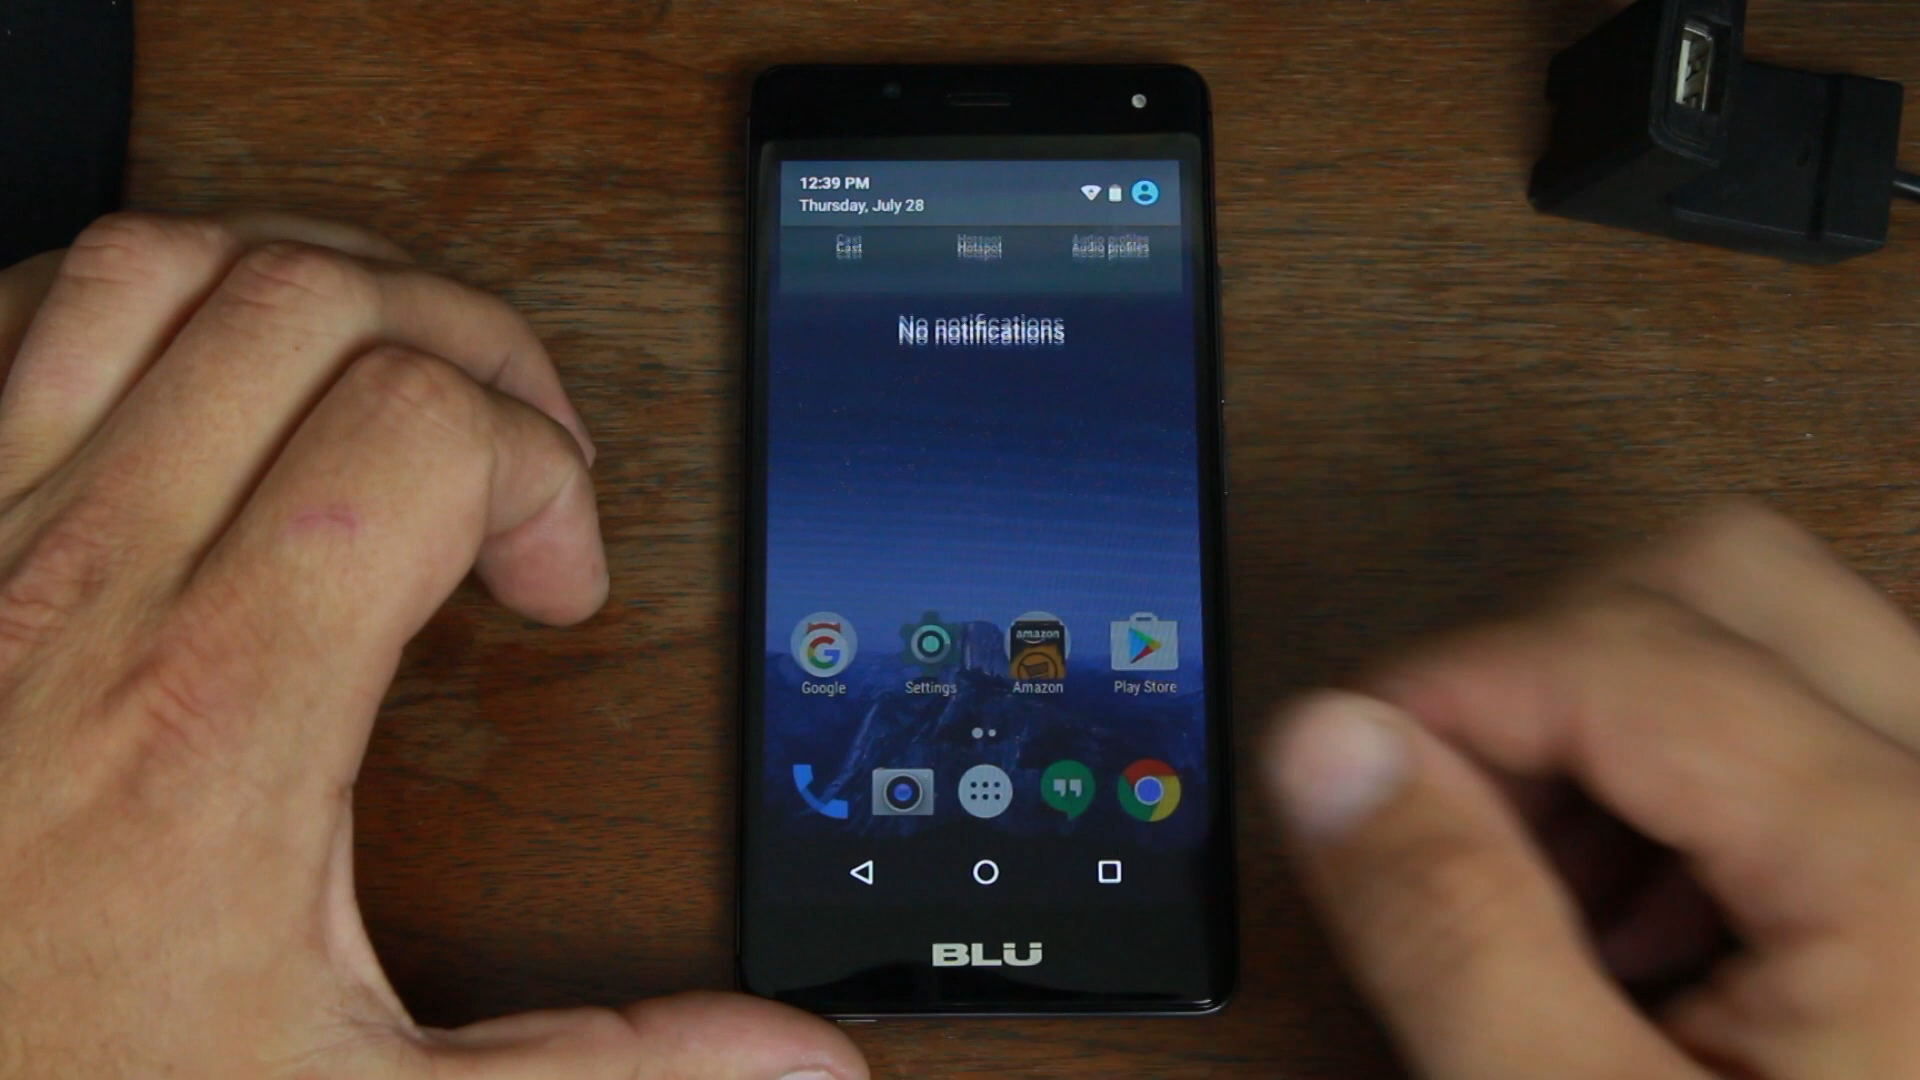 12:39 PM
Thursday, July 28
Cast Hotspot Audio profiles
No notifications
amazon
Google Settings Amazon Play Store
BLU